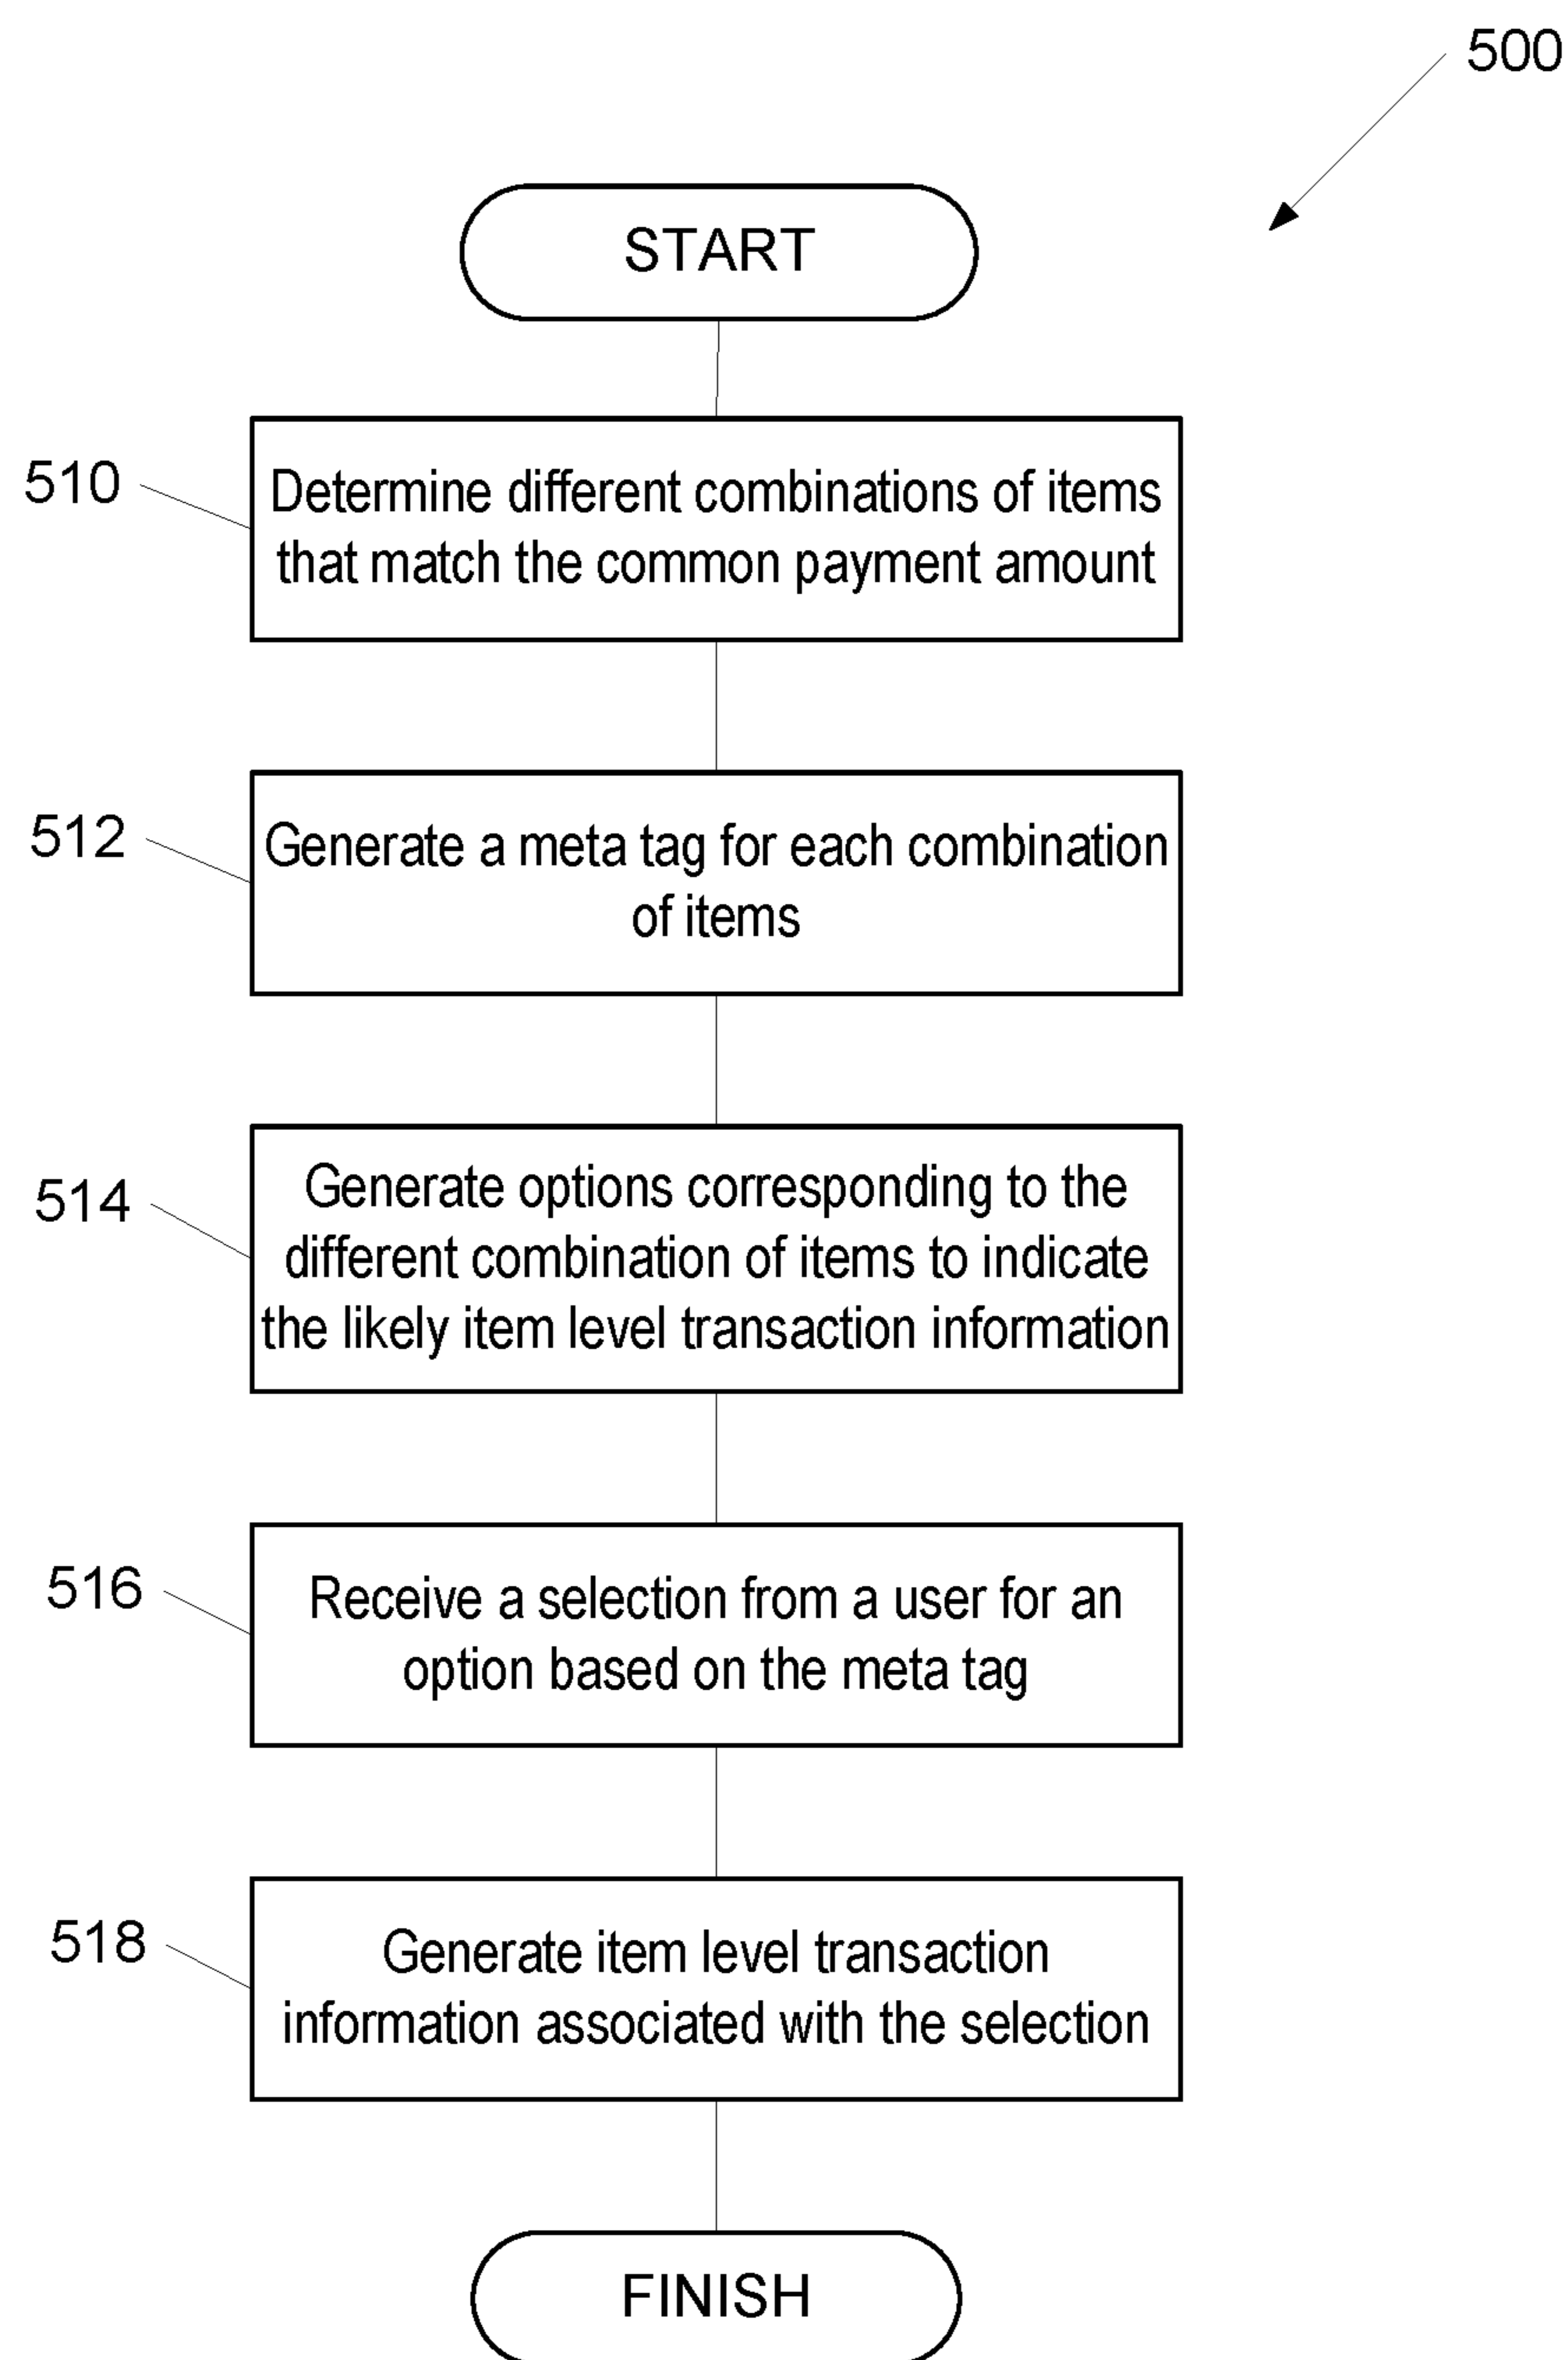 500
START
510
Determine different combinations of items
that match the common payment amount
512
Generate a meta tag for each combination
of items
514
Generate options corresponding to the
different combination of items to indicate
the likely item level transaction information
516
Receive a selection from a user for an
option based on the meta tag
518
Generate item level transaction
information associated with the selection
FINISH